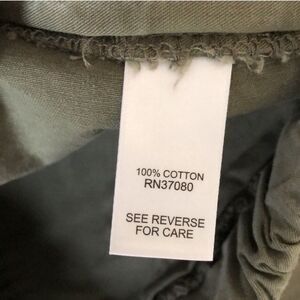 100% COTTON
RN37080
SEE REVERSE
FOR CARE